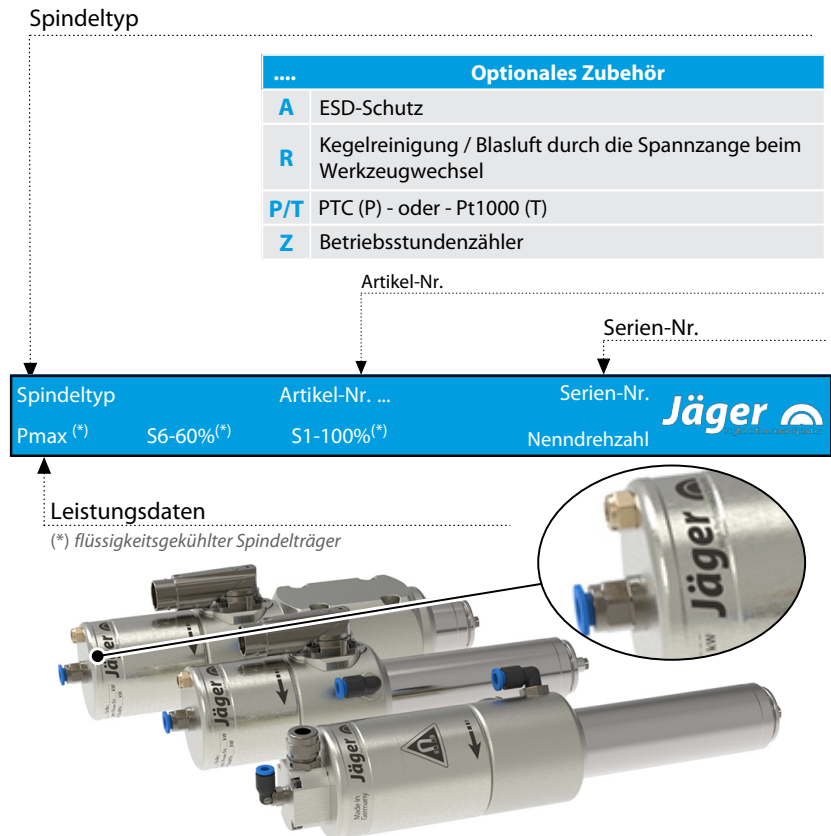 Spindeltyp
.... Optionales Zubehör
A ESD-Schutz
R Kegelreinigung / Blasluft durch die Spannzange beim
Werkzeugwechsel
P/T PTC (P) - oder - Pt1000 (T)
Z Betriebsstundenzähler
Artikel-Nr.
Serien-Nr.
Spindeltyp Artikel-Nr. ... Serien-Nr.
Jäger
Pmax (*) S6-60%(*) S1-100%(*) Nenndrehzahl
Leistungsdaten
(*) flüssigkeitsgekühlter Spindelträger
Jäger
kW
Jäger
Jäger
Jäger
Made in
Germany